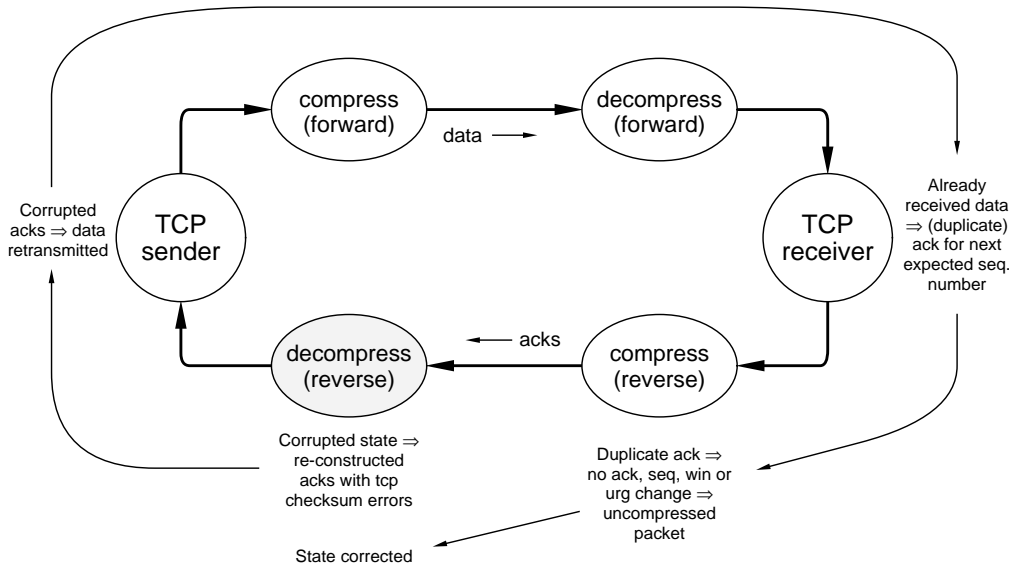 compress
(forward)
decompress
(forward)
data
Corrupted
acks ⇒ data
retransmitted
TCP
sender
TCP
receiver
Already
received data
⇒ (duplicate)
ack for next
expected seq.
number
decompress
(reverse)
acks
compress
(reverse)
Corrupted state ⇒
re-constructed
acks with tcp
checksum errors
Duplicate ack ⇒
no ack, seq, win or
urg change ⇒
uncompressed
packet
State corrected